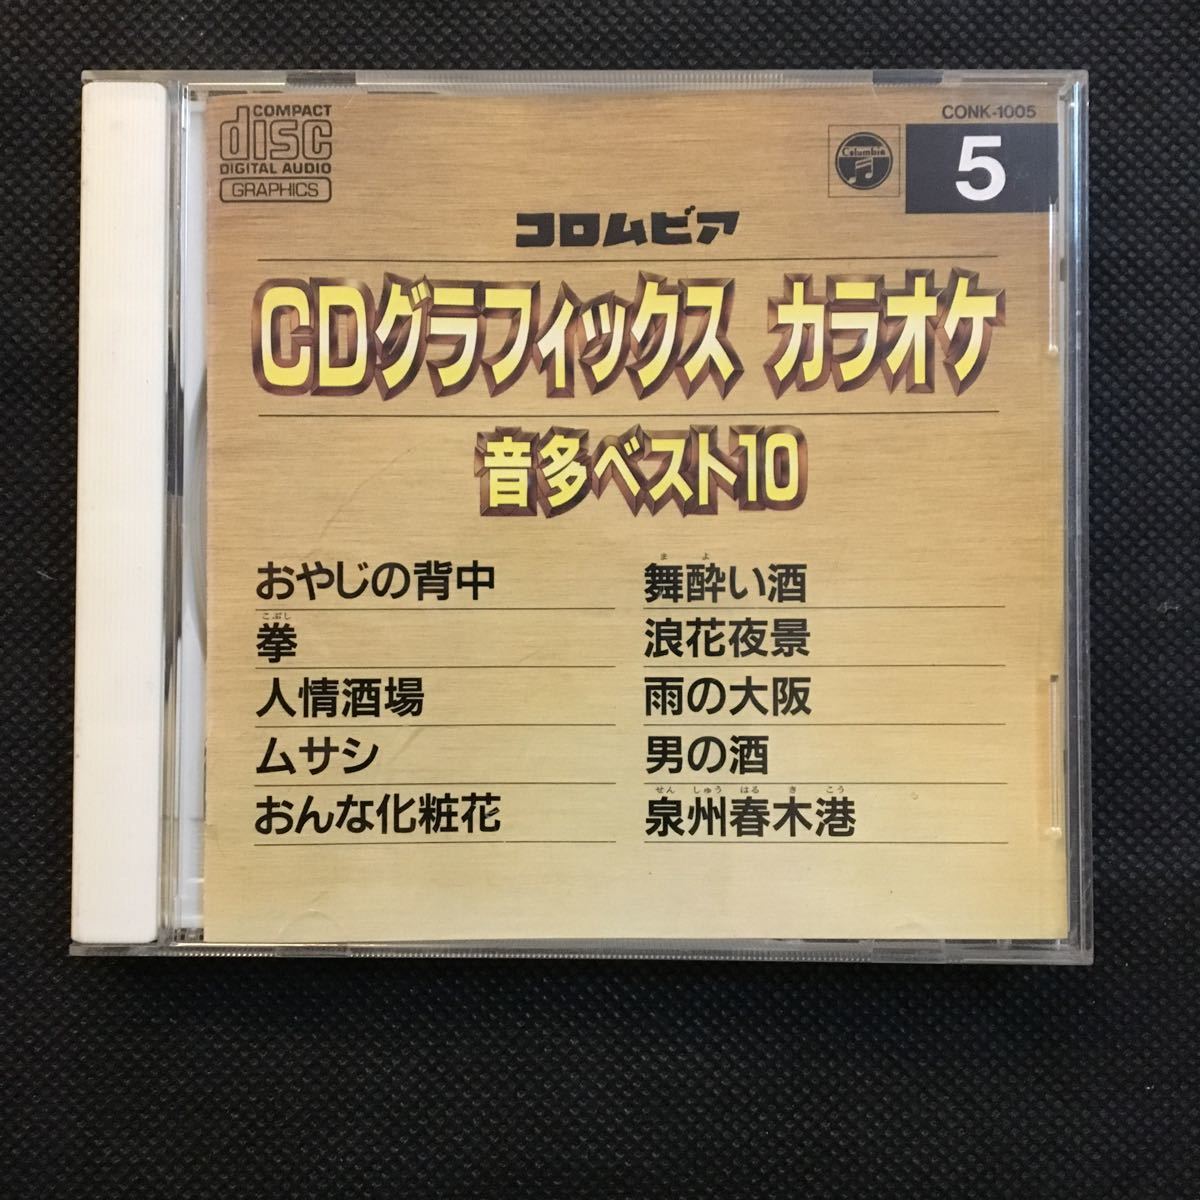 COMPACT
disc
DIGITAL AUDIO
GRAPHICS
CONK-1005
Columbia
5
コロムビア
CDグラフィックス カラオケ
音多ベスト10
おやじの背中
こぶし
拳
人情酒場
ムサシ
おんな化粧花
ま よ
舞酔い酒
浪花夜景
雨の大阪
男の酒
せん しゅう はる き こう
泉州春木港